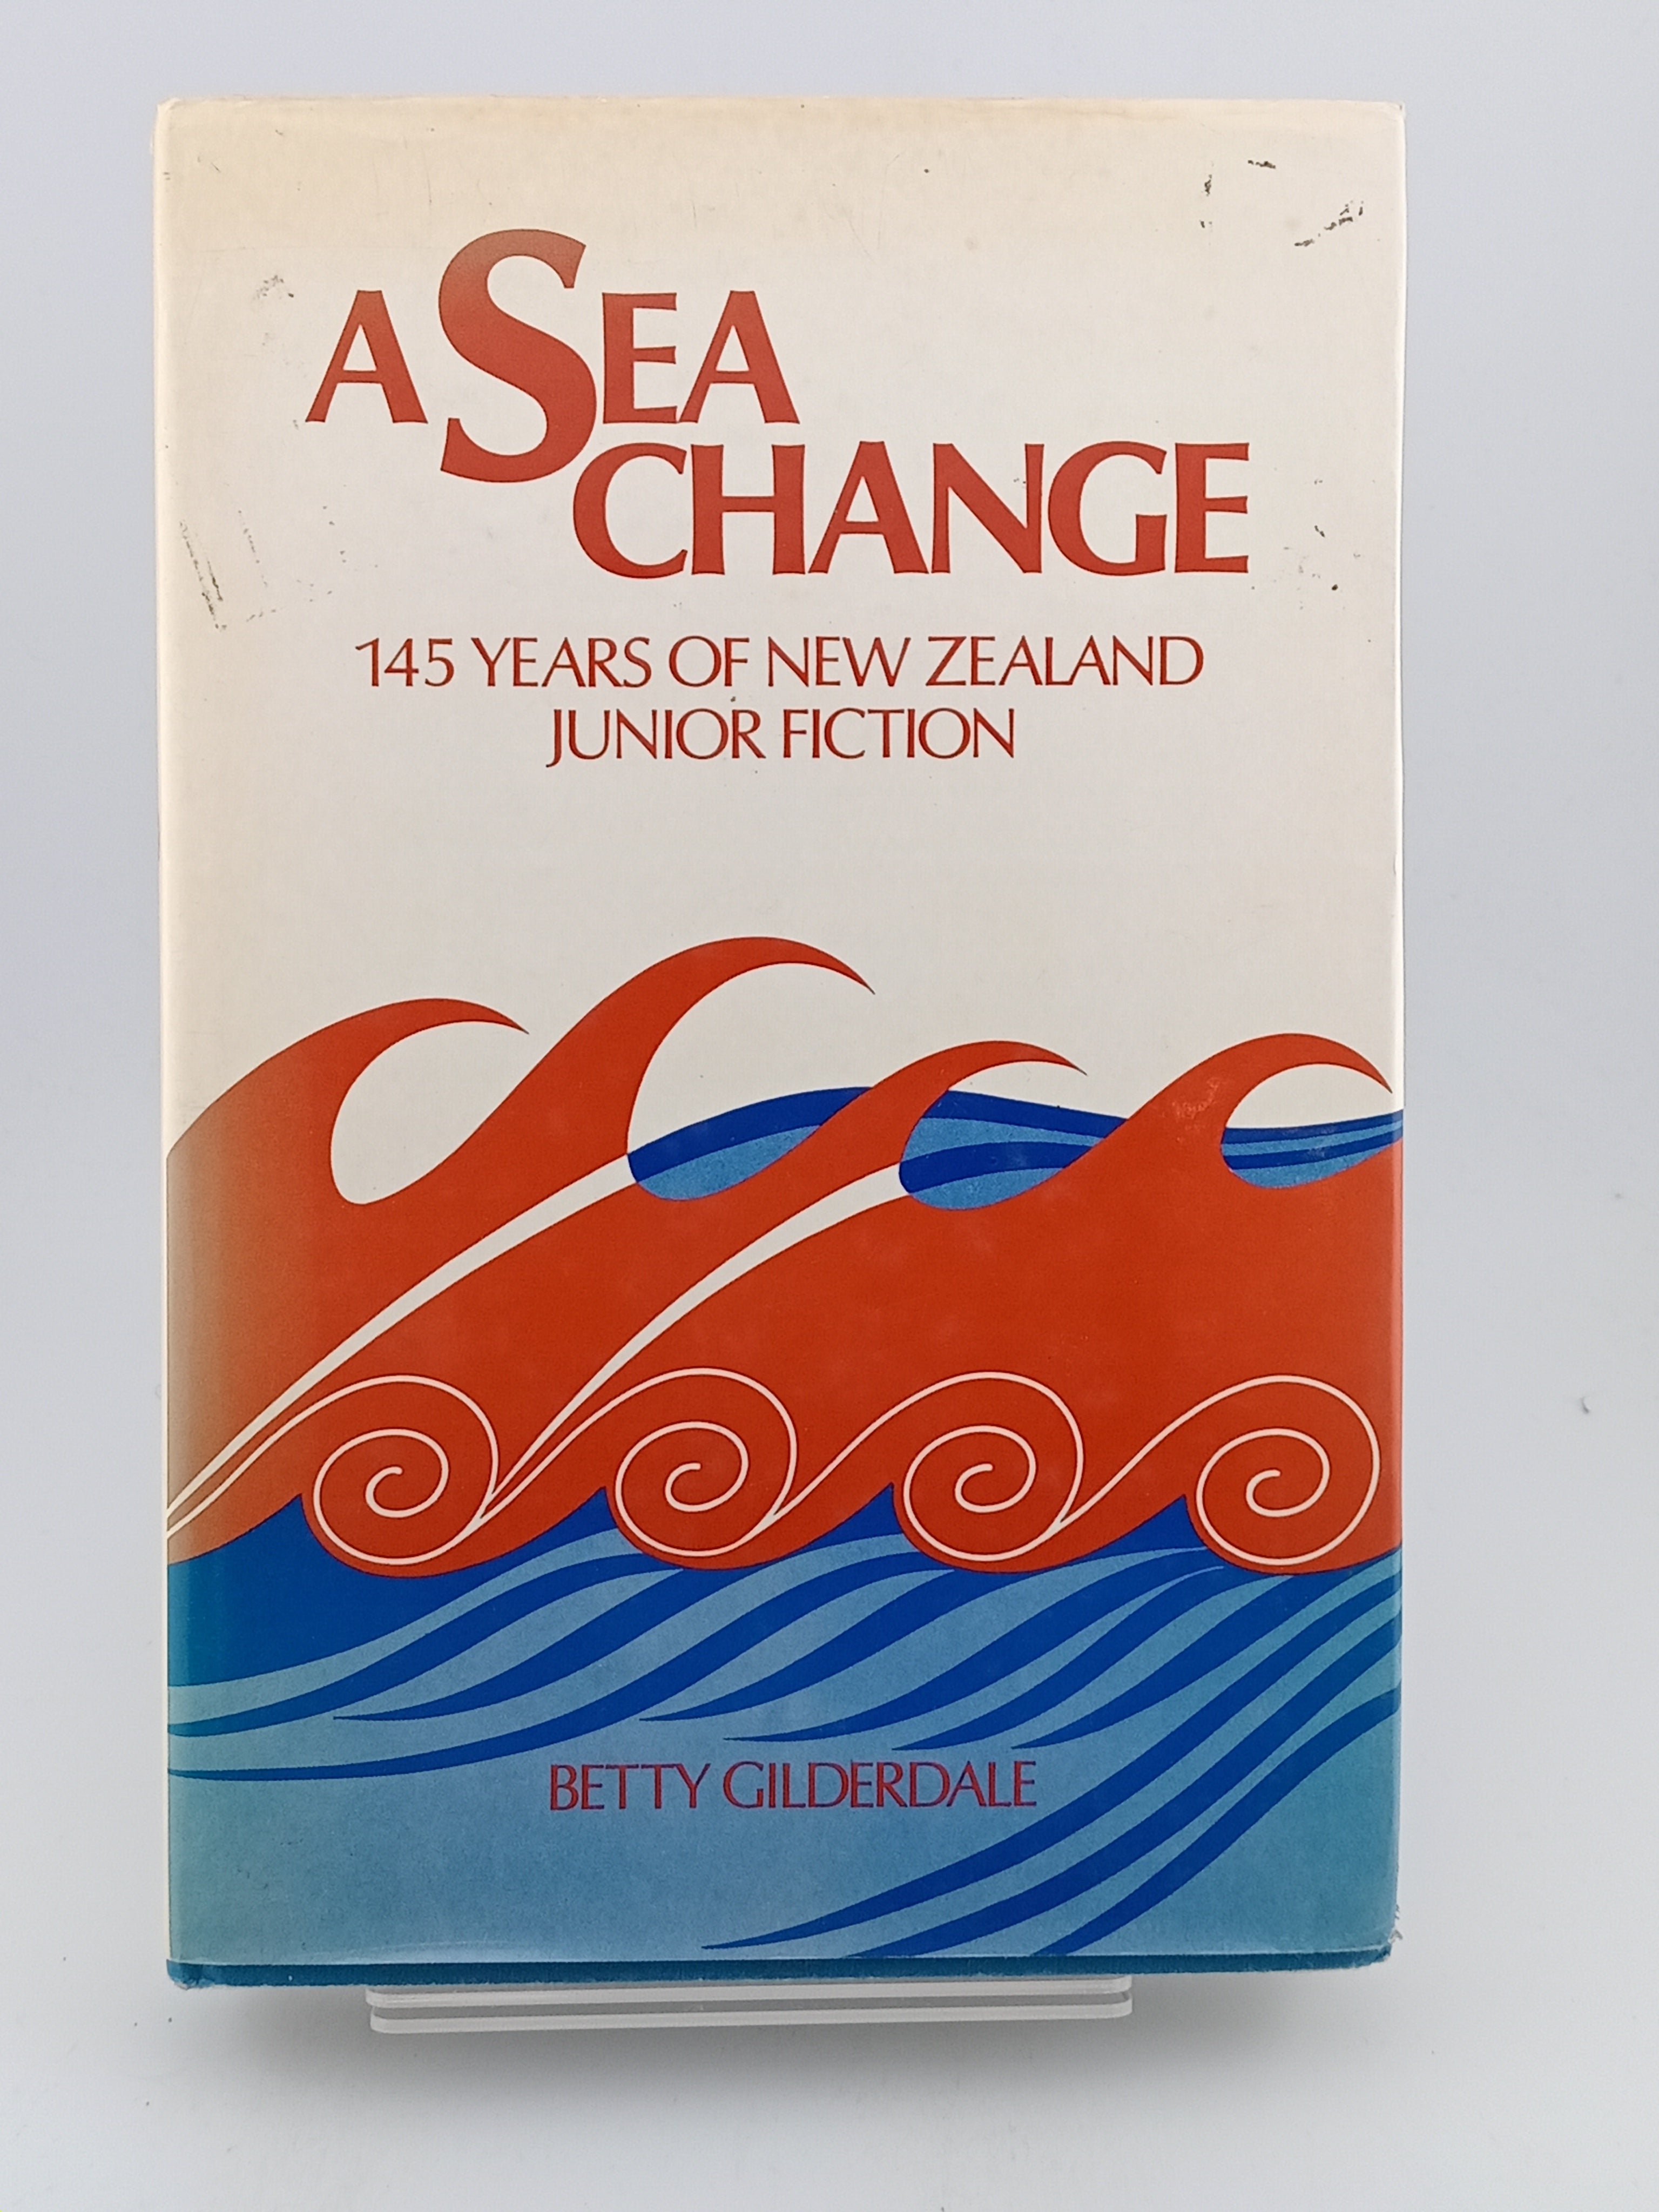 A SEA
CHANGE
145 YEARS OF NEW ZEALAND
JUNIOR FICTION
BETTY GILDERDALE